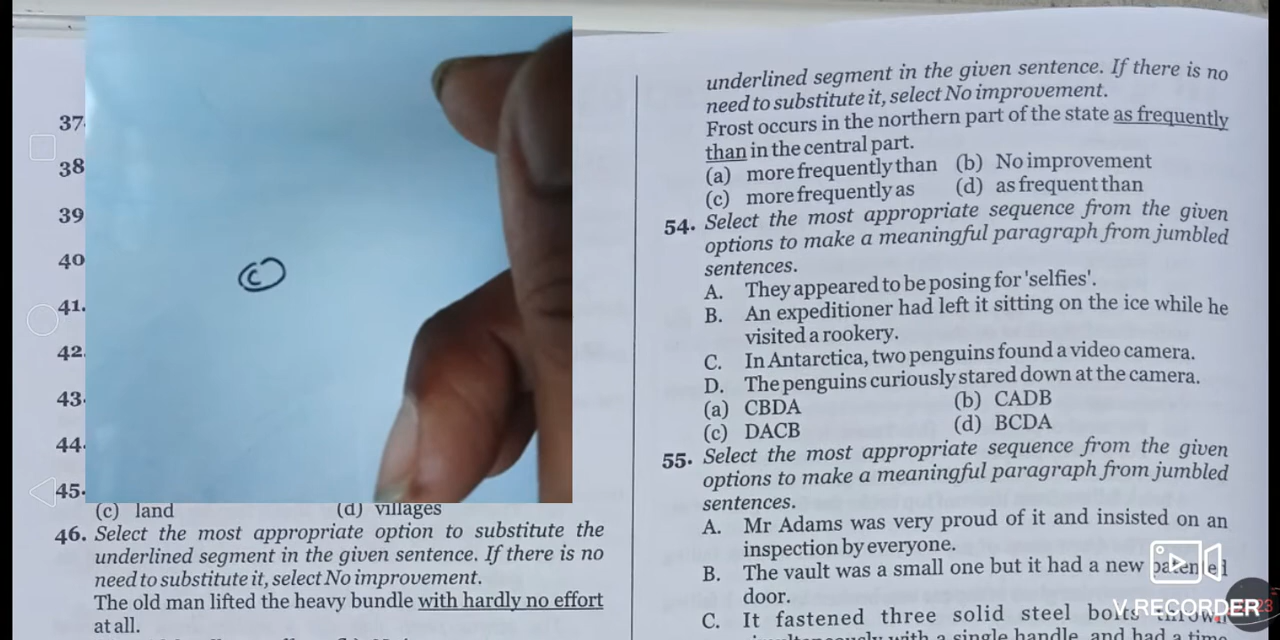 37.
38
39
40
41.
42.
43.
44.
45.
C
(c) land (d) villages
46. Select the most appropriate option to substitute the
underlined segment in the given sentence. If there is no
need to substitute it, select No improvement.
The old man lifted the heavy bundle with hardly no effort
at all.
underlined segment in the given sentence. If there is no
need to substitute it, select No improvement.
Frost occurs in the northern part of the state as frequently
than in the central part.
(a) more frequently than (b) No improvement
(c) more frequently as (d) as frequent than
54. Select the most appropriate sequence from the given
options to make a meaningful paragraph from jumbled
sentences.
A. They appeared to be posing for 'selfies'.
B. An expeditioner had left it sitting on the ice while he
visited a rookery.
C. In Antarctica, two penguins found a video camera.
D. The penguins curiously stared down at the camera.
(a) CBDA (b) CADB
(c) DACB (d) BCDA
55. Select the most appropriate sequence from the given
options to make a meaningful paragraph from jumbled
sentences.
A. Mr Adams was very proud of it and insisted on an
inspection by everyone.
B. The vault was a small one but it had a new patented
door.
C. It fastened three solid steel bolts thrown
with a single handle and had a time
V.RECORDER